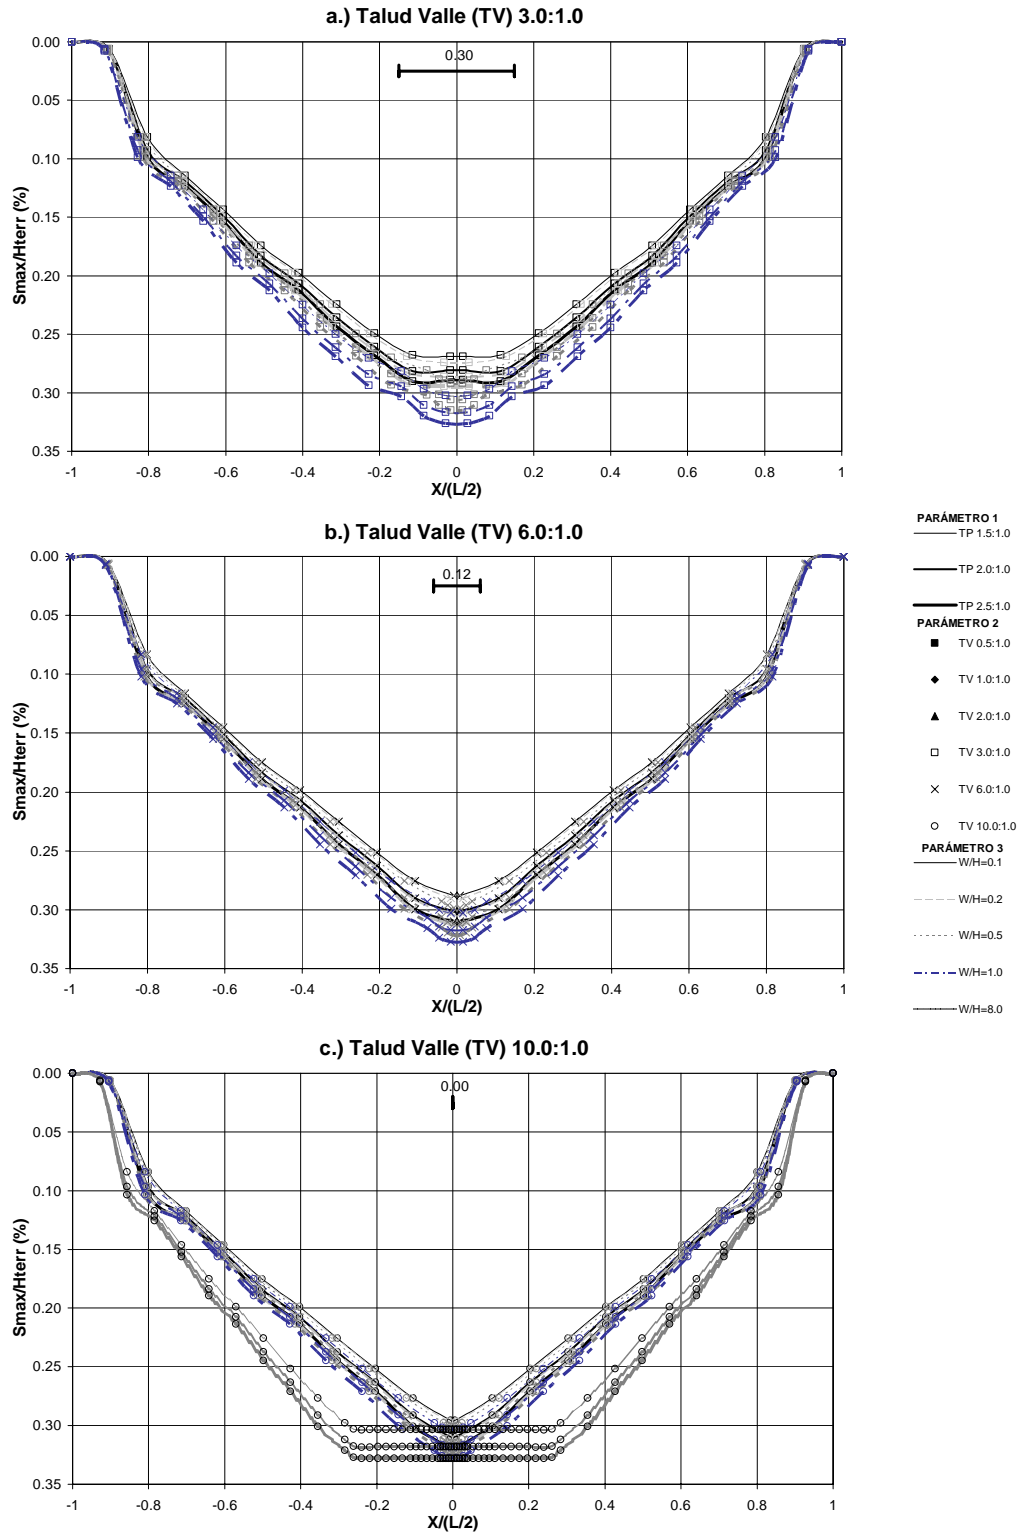 a.) Talud Valle (TV) 3.0:1.0
0.00
0.05
0.10
0.15
0.20
0.25
0.30
0.35
0.30
Smax/Hterr (%)
-1 -0.8 -0.6 -0.4 -0.2 0 0.2 0.4 0.6 0.8 1
X/(L/2)
b.) Talud Valle (TV) 6.0:1.0
0.00
0.05
0.10
0.15
0.20
0.25
0.30
0.35
0.12
Smax/Hterr (%)
-1 -0.8 -0.6 -0.4 -0.2 0 0.2 0.4 0.6 0.8 1
X/(L/2)
PARÁMETRO 1
TP 1.5:1.0
TP 2.0:1.0
TP 2.5:1.0
PARÁMETRO 2
TV 0.5:1.0
TV 1.0:1.0
TV 2.0:1.0
TV 3.0:1.0
TV 6.0:1.0
TV 10.0:1.0
PARÁMETRO 3
W/H=0.1
W/H=0.2
W/H=0.5
W/H=1.0
W/H=8.0
c.) Talud Valle (TV) 10.0:1.0
0.00
0.05
0.10
0.15
0.20
0.25
0.30
0.35
0.00
Smax/Hterr (%)
-1 -0.8 -0.6 -0.4 -0.2 0 0.2 0.4 0.6 0.8 1
X/(L/2)